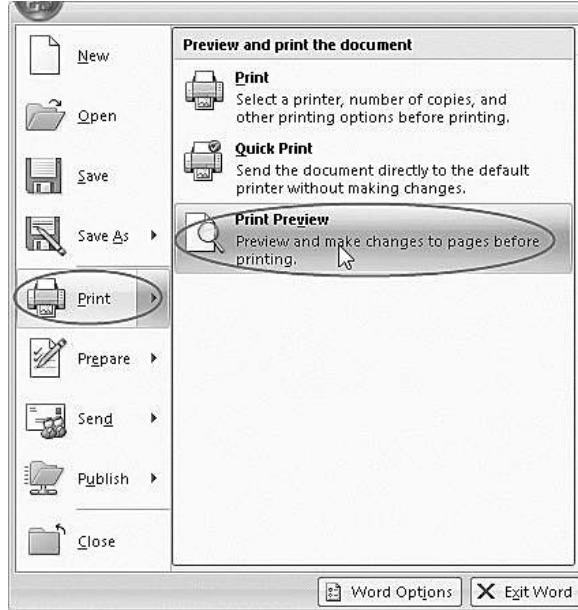 New
Open
Save
Save As
Print
Prepare
Send
Publish
Close
Preview and print the document
Print
Select a printer, number of copies, and
other printing options before printing.
Quick Print
Send the document directly to the default
printer without making changes.
Print Preview
Preview and make changes to pages before
printing.
Word Options
Exit Word